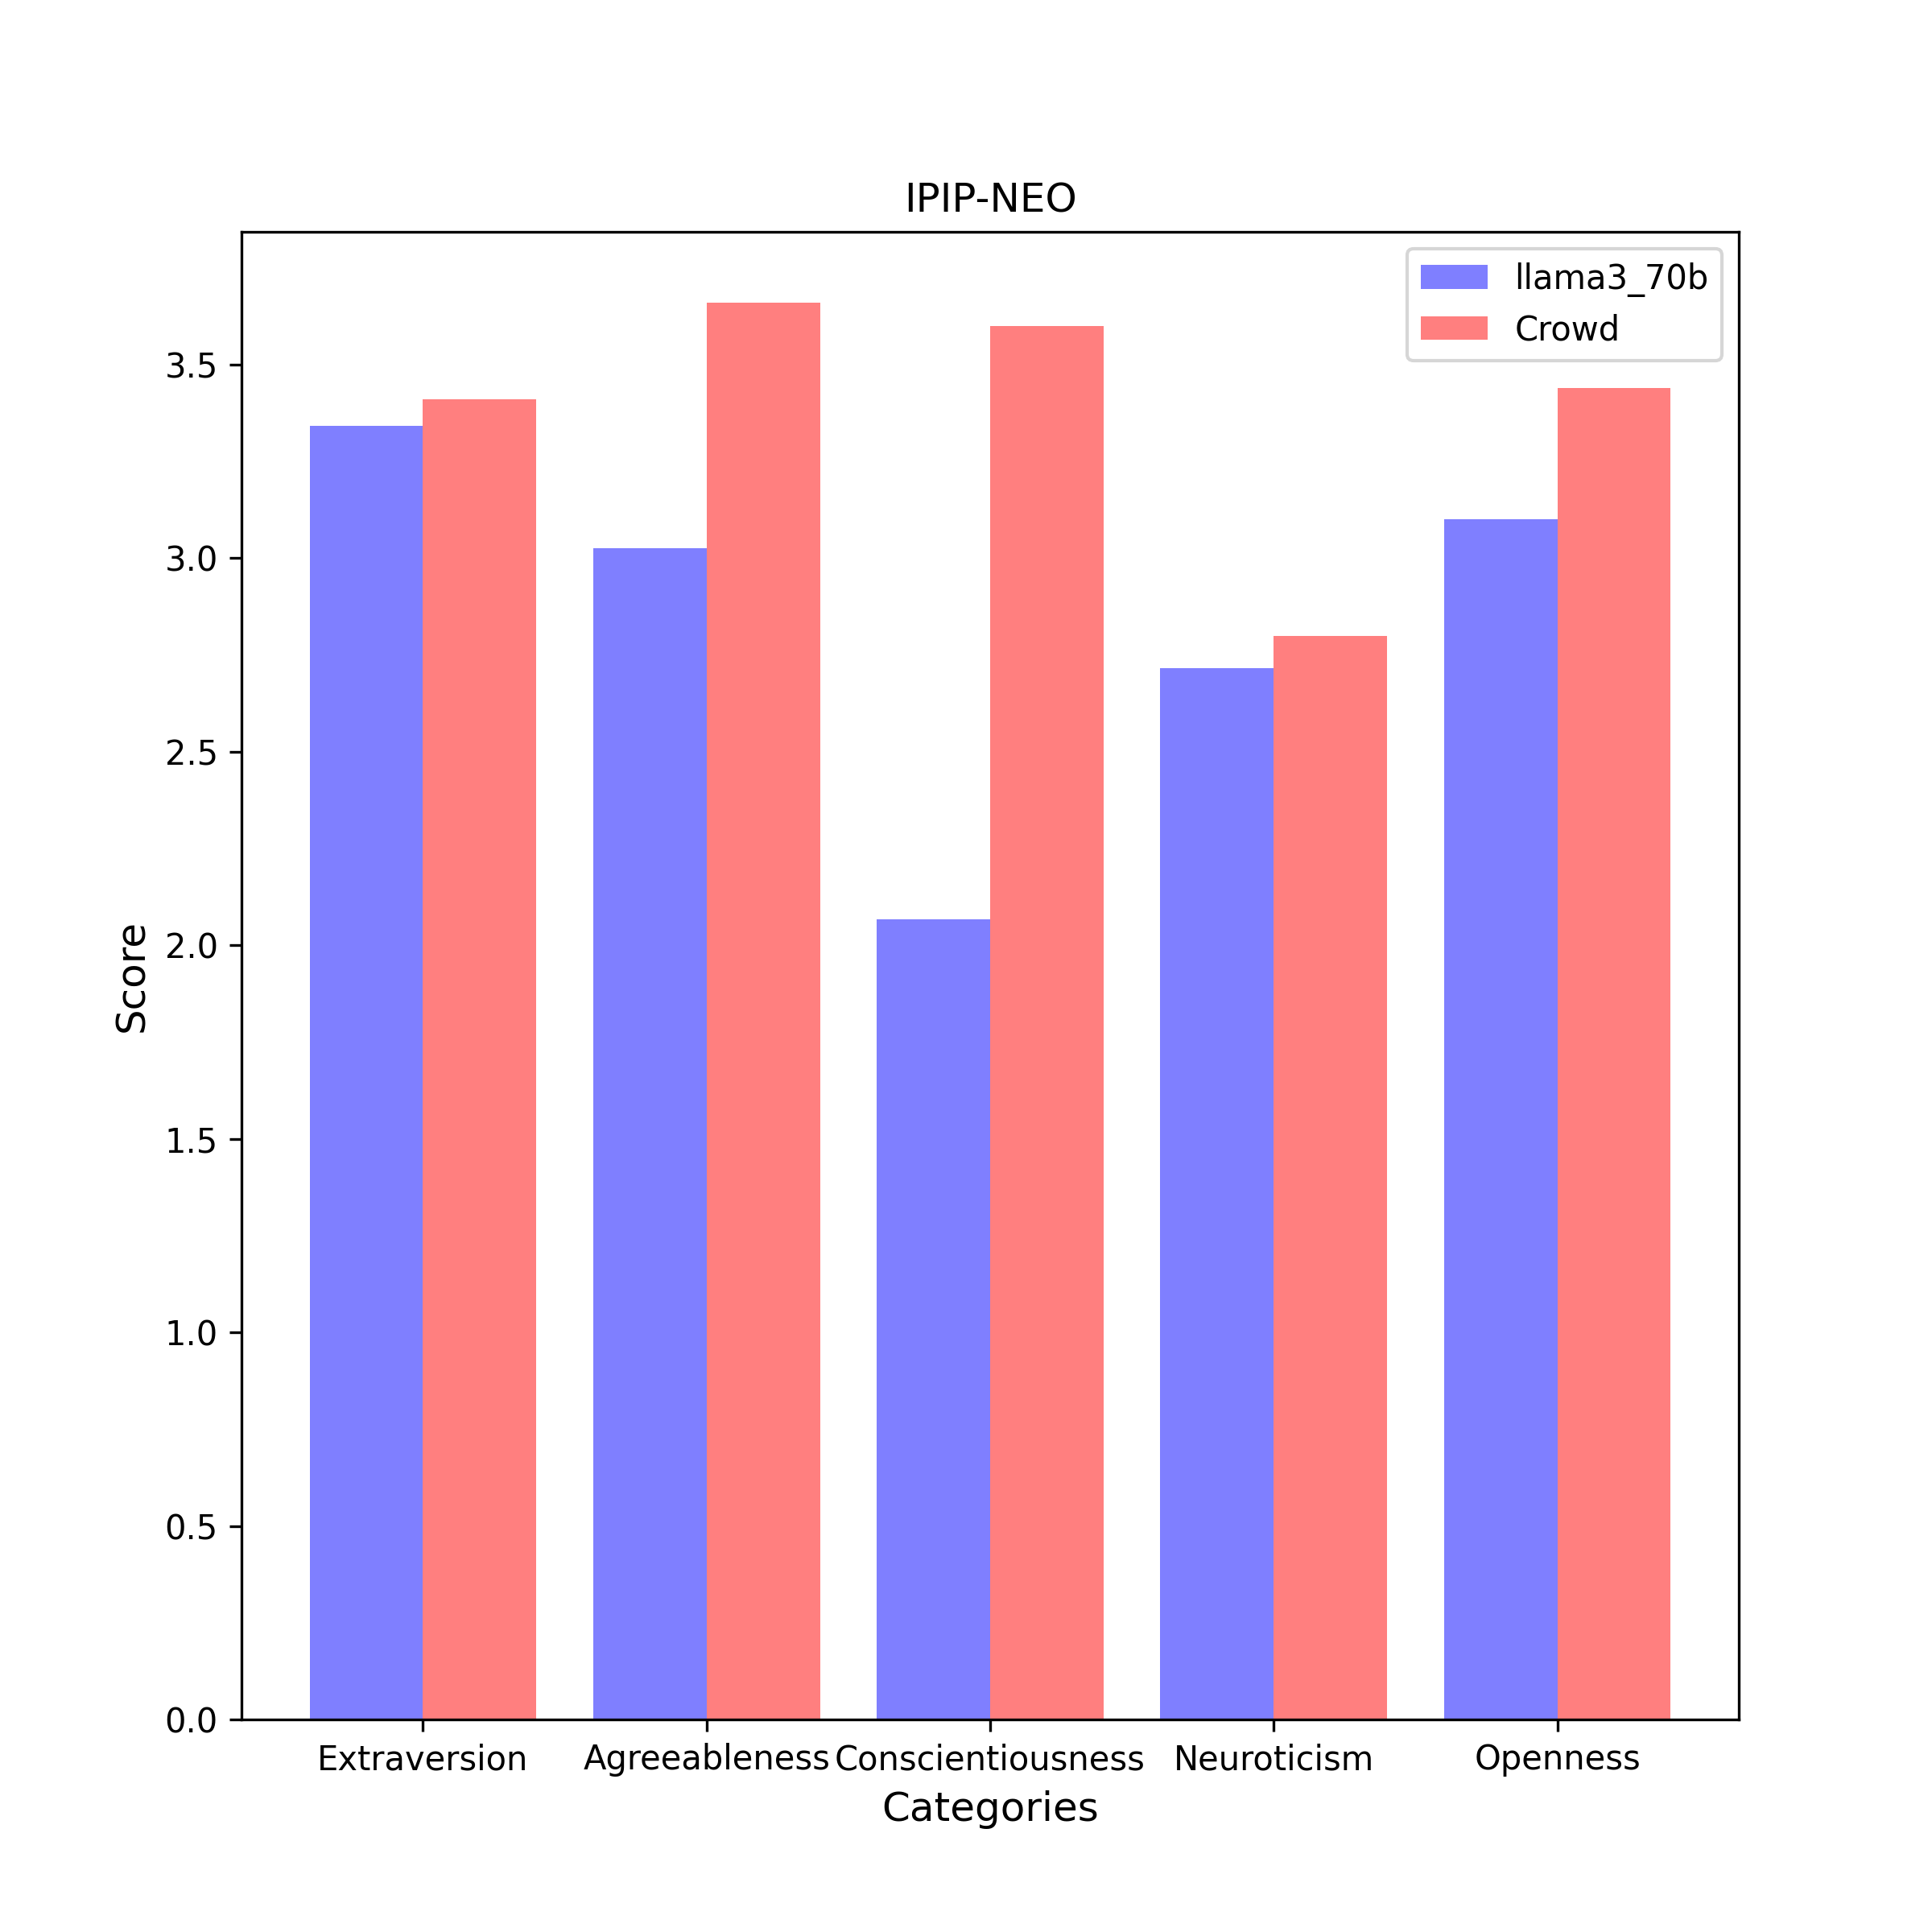 IPIP-NEO
llama3_70b
Crowd
3.5
3.0
2.5
2.0
1.5
1.0
0.5
0.0
Score
Extraversion Agreeableness Conscientiousness Neuroticism Openness
Categories